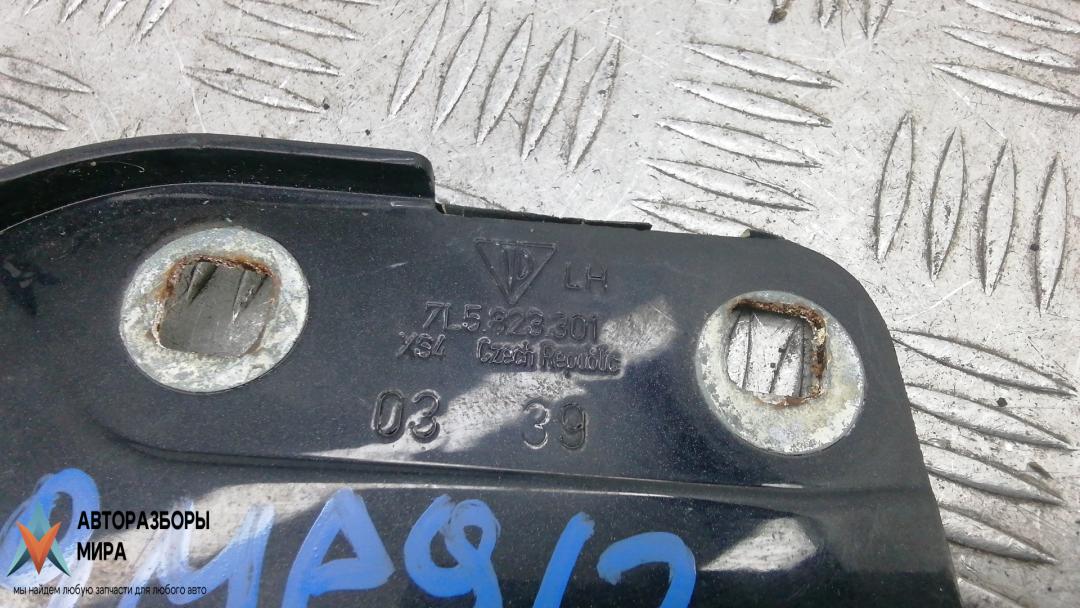 LH
7L5.823.301
XS4 Czech Republic
03 39
АВТОРАЗБОРЫ
МИРА
мы найдем любую запчасти для любого авто